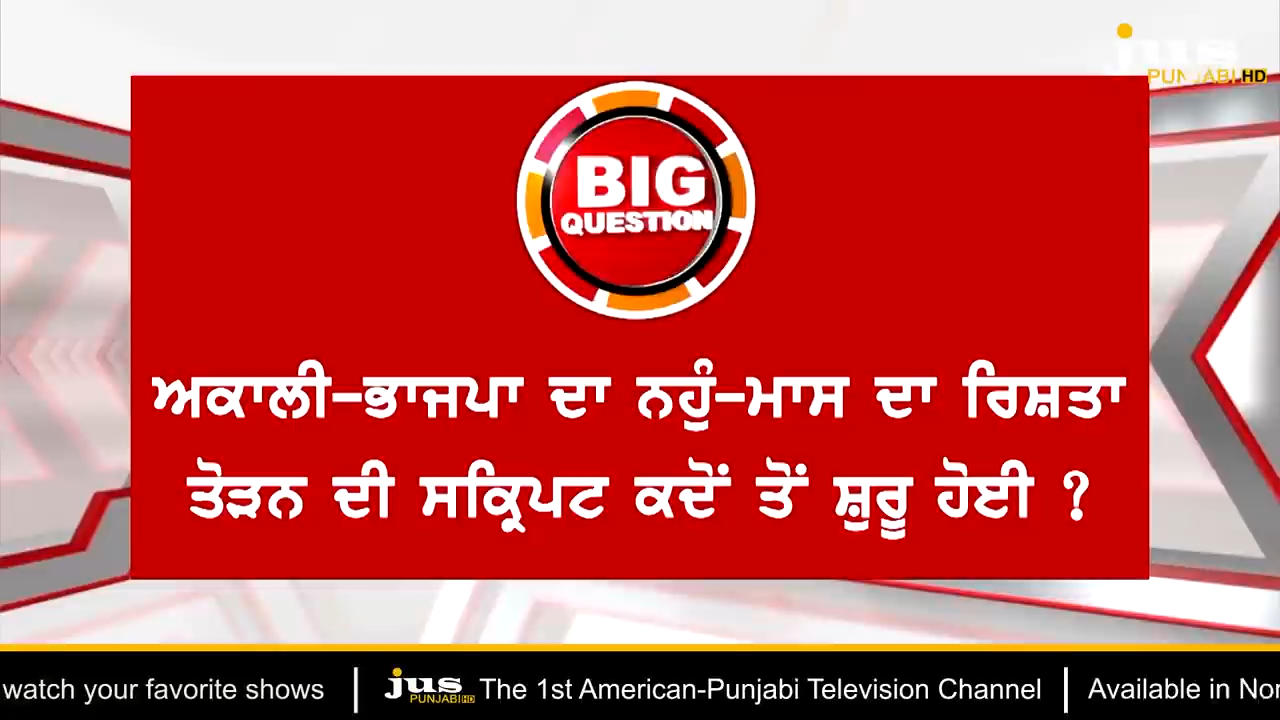 jus
PUNJABI HD
BIG
QUESTION
ਅਕਾਲੀ-ਭਾਜਪਾ ਦਾ ਨਹੁੰ-ਮਾਸ ਦਾ ਰਿਸ਼ਤਾ
ਤੋੜਨ ਦੀ ਸਕ੍ਰਿਪਟ ਕਦੋਂ ਤੋਂ ਸ਼ੁਰੂ ਹੋਈ ?
watch your favorite shows | jus PUNJABI HD The 1st American-Punjabi Television Channel | Available in Nor